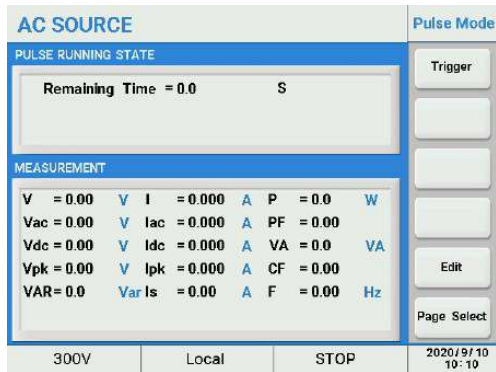 AC SOURCE
Pulse Mode
PULSE RUNNING STATE
Remaining Time = 0.0 S
Trigger
MEASUREMENT
V = 0.00 V I = 0.000 A P = 0.0 W
Vac = 0.00 V Iac = 0.000 A PF = 0.00
Vdc = 0.00 V Idc = 0.000 A VA = 0.0 VA
Vpk = 0.00 V Ipk = 0.000 A CF = 0.00
VAR= 0.0 Var Is = 0.00 A F = 0.00 Hz
Edit
Page Select
300V Local STOP
2020/9/10
10:10